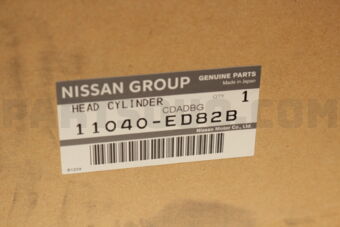 NISSAN GROUP
GENUINE PARTS
Made in Japan
HEAD CYLINDER
CDADBG
QTY
1
11040-ED82B
Nissan Motor Co., Ltd.